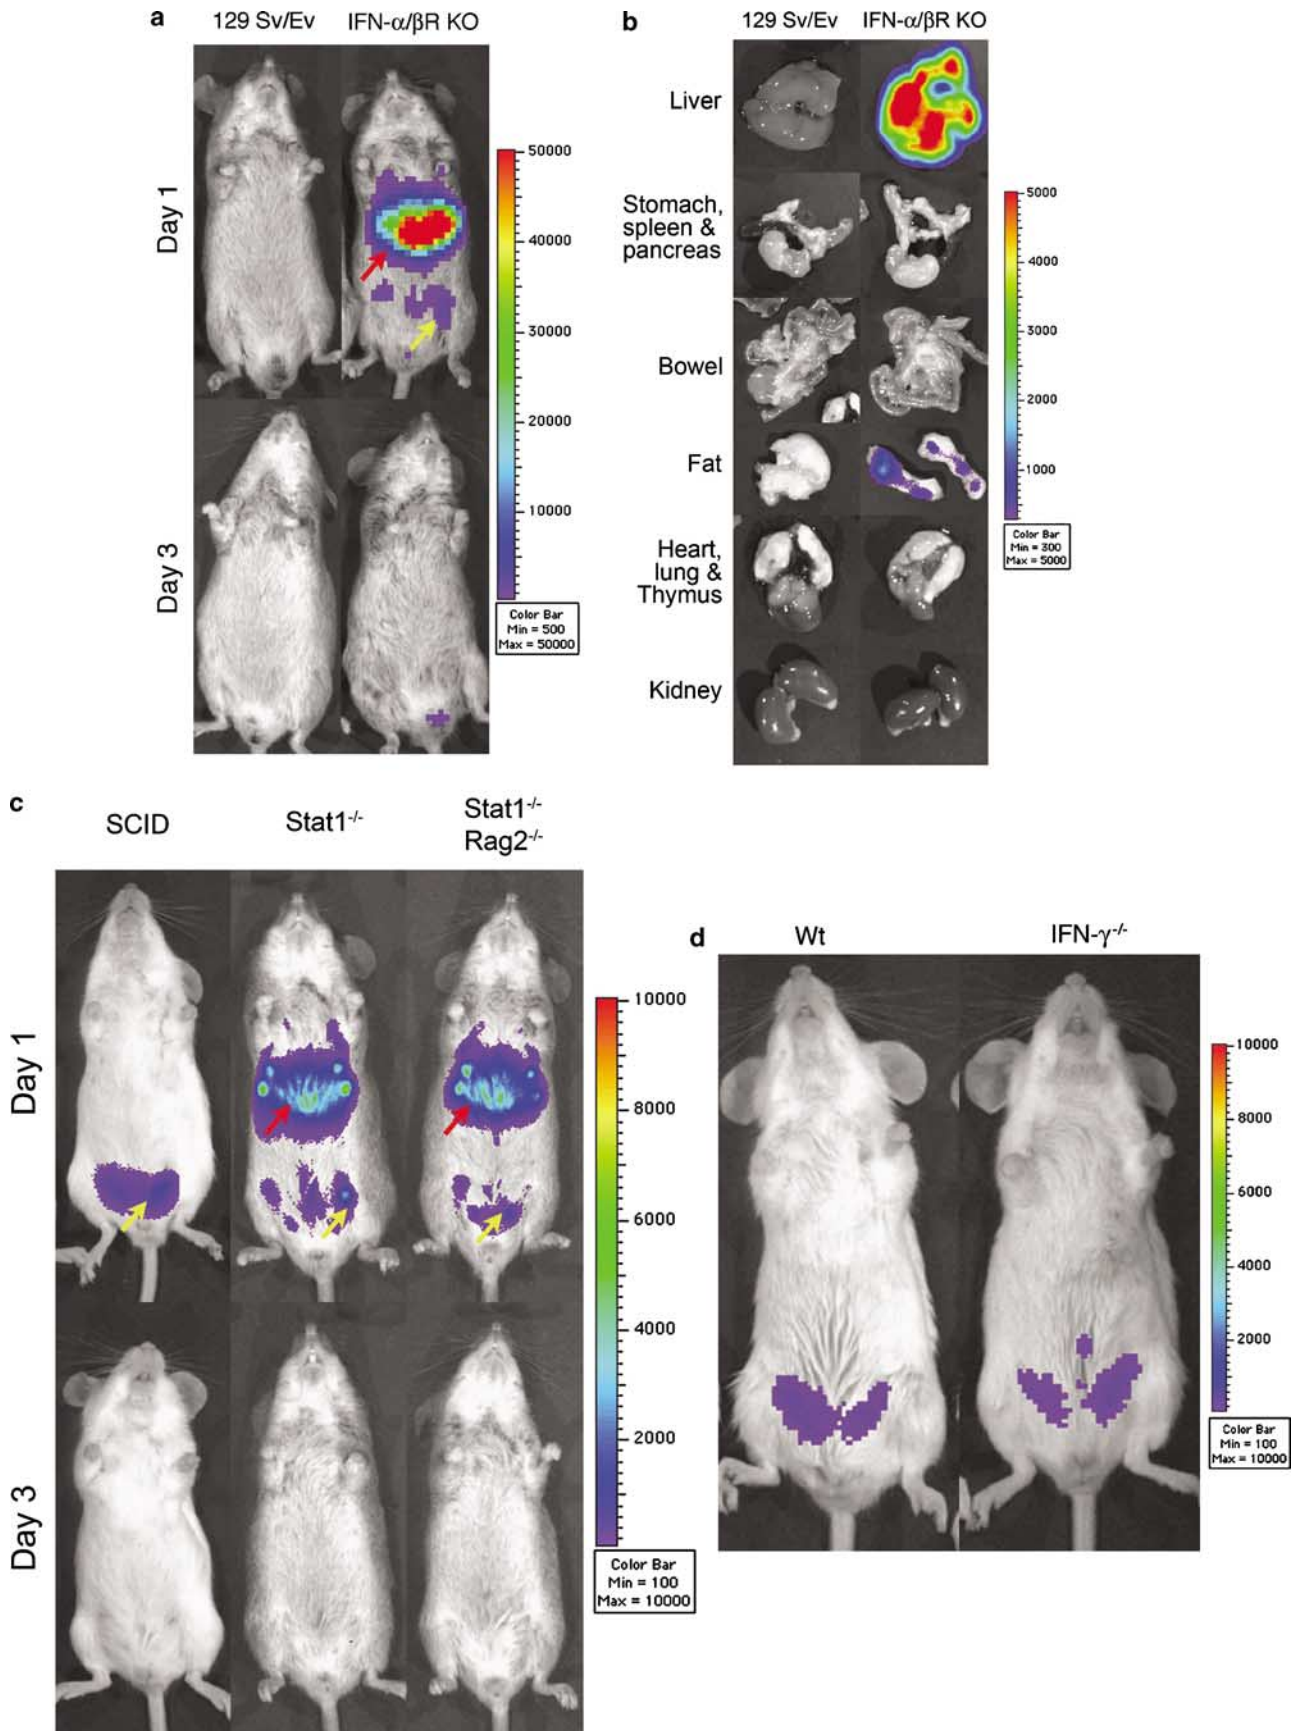 a
129 Sv/Ev IFN-α/βR KO
Day 1
Day 3
50000
40000
30000
20000
10000
Color Bar
Min = 500
Max = 50000
b
129 Sv/Ev IFN-α/βR KO
Liver
Stomach,
spleen &
pancreas
Bowel
Fat
Heart,
lung &
Thymus
Kidney
5000
4000
3000
2000
1000
Color Bar
Min = 300
Max = 5000
c
SCID Stat1-/- Stat1-/-
Rag2-/-
Day 1
Day 3
10000
8000
6000
4000
2000
Color Bar
Min = 100
Max = 10000
d
Wt IFN-γ-/-
10000
8000
6000
4000
2000
Color Bar
Min = 100
Max = 10000